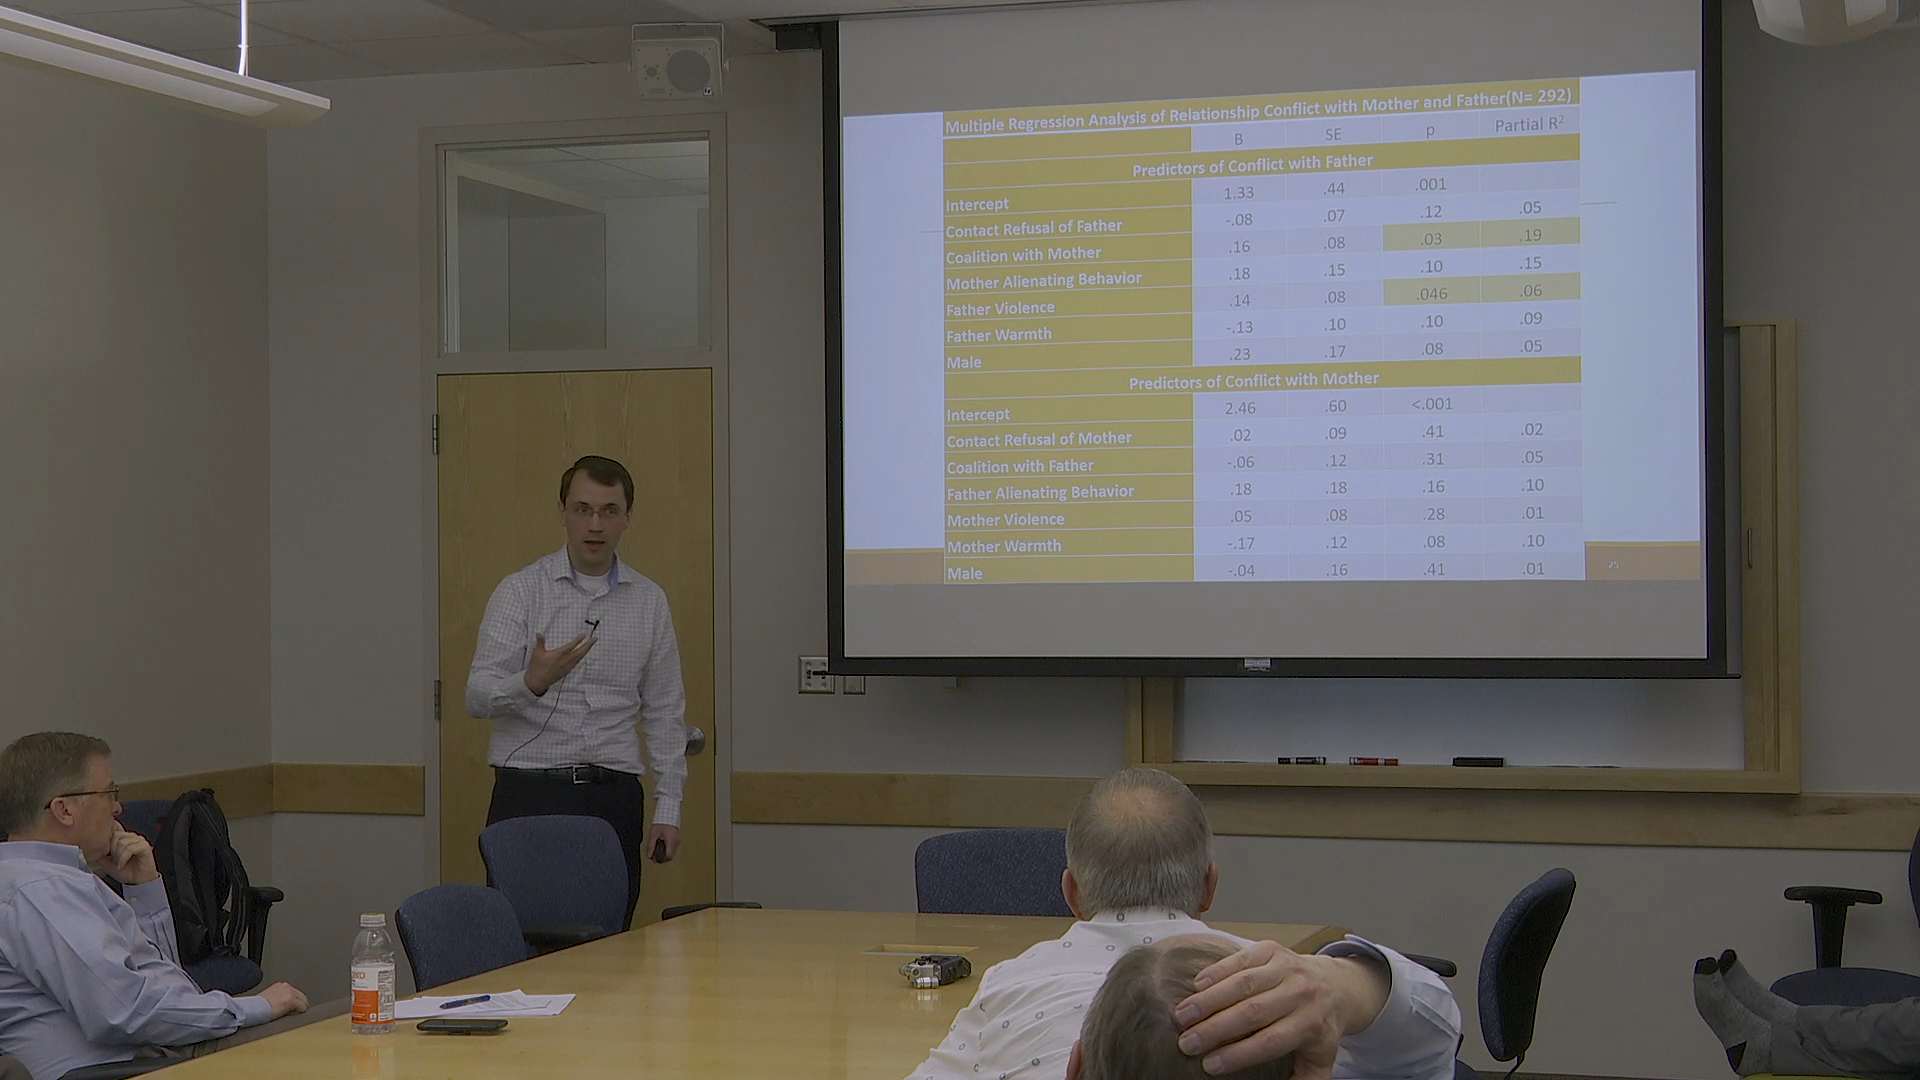 Multiple Regression Analysis of Relationship Conflict with Mother and Father(N= 292)
B SE p Partial R²
Predictors of Conflict with Father
Intercept 1.33 .44 .001
Contact Refusal of Father -.08 .07 .12 .05
Coalition with Mother .16 .08 .03 .19
Mother Alienating Behavior .18 .15 .10 .15
Father Violence .14 .08 .046 .06
Father Warmth -.13 .10 .10 .09
Male .23 .17 .08 .05
Predictors of Conflict with Mother
Intercept 2.46 .60 <.001
Contact Refusal of Mother .02 .09 .41 .02
Coalition with Father -.06 .12 .31 .05
Father Alienating Behavior .18 .18 .16 .10
Mother Violence .05 .08 .28 .01
Mother Warmth -.17 .12 .08 .10
Male -.04 .16 .41 .01
25